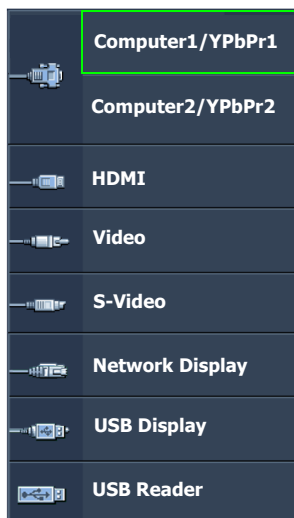 Computer1/YPbPr1
Computer2/YPbPr2
HDMI
Video
S-Video
Network Display
USB Display
USB Reader